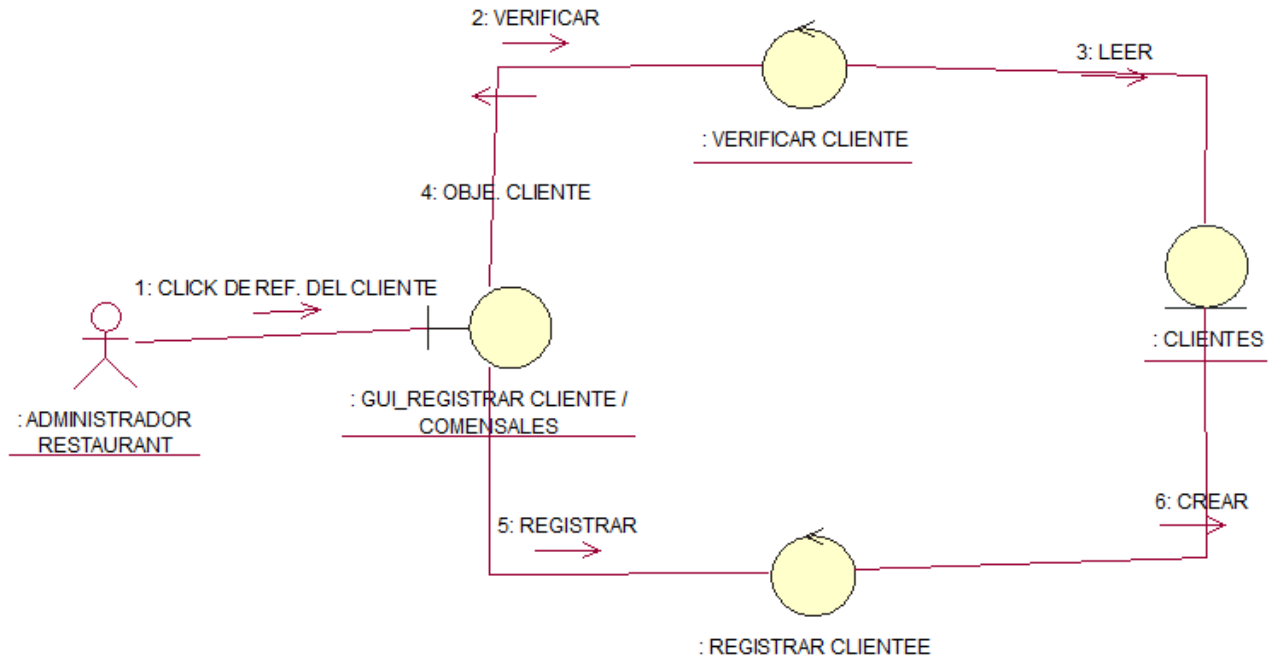 2: VERIFICAR
3: LEER
: VERIFICAR CLIENTE
4: OBJE. CLIENTE
1: CLICK DE REF. DEL CLIENTE
: CLIENTES
: GUI_REGISTRAR CLIENTE /
COMENSALES
: ADMINISTRADOR
RESTAURANT
5: REGISTRAR
6: CREAR
: REGISTRAR CLIENTEE